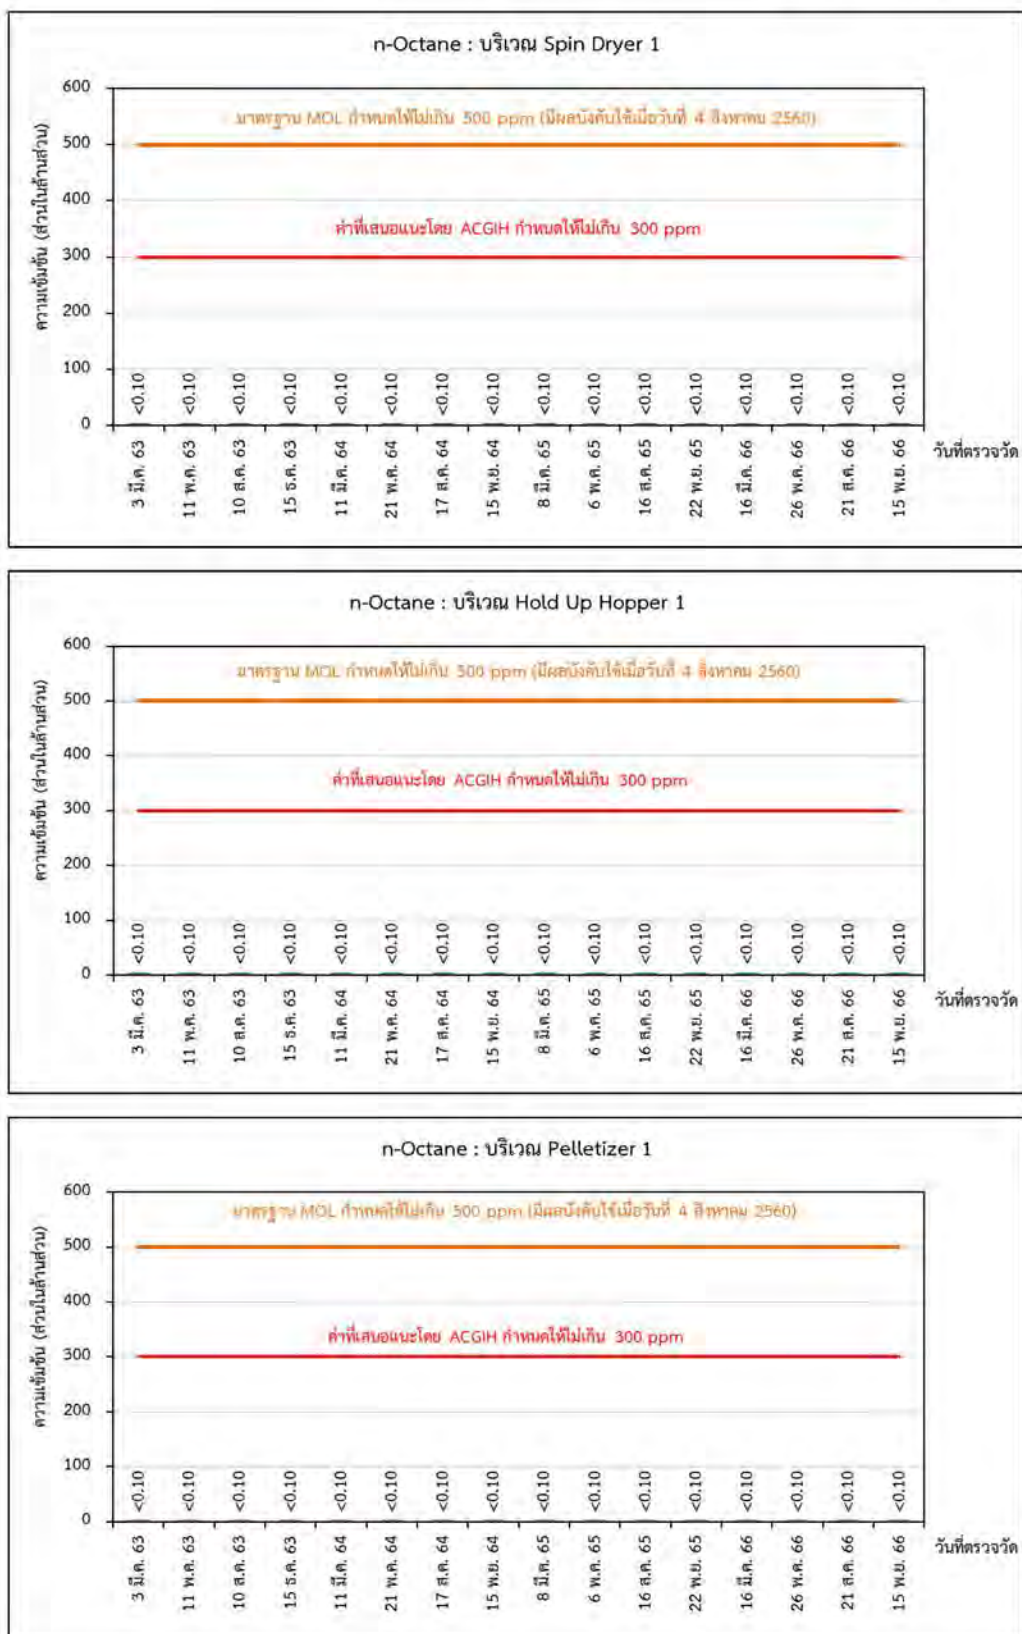 n-Octane : บริเวณ Spin Dryer 1
ความเข้มข้น (ส่วนในล้านส่วน)
600
500
400
300
200
100
0
มาตรฐาน MOL กำหนดให้ไม่เกิน 500 ppm (มีผลบังคับใช้เมื่อวันที่ 4 สิงหาคม 2560)
ค่าที่เสนอแนะโดย ACGIH กำหนดให้ไม่เกิน 300 ppm
<0.10 <0.10 <0.10 <0.10 <0.10 <0.10 <0.10 <0.10 <0.10 <0.10 <0.10 <0.10 <0.10 <0.10 <0.10 <0.10
3 มี.ค. 63
11 พ.ค. 63
10 ส.ค. 63
15 ธ.ค. 63
11 มี.ค. 64
21 พ.ค. 64
17 ส.ค. 64
15 พ.ย. 64
8 มี.ค. 65
6 พ.ค. 65
16 ส.ค. 65
22 พ.ย. 65
16 มี.ค. 66
26 พ.ค. 66
21 ส.ค. 66
15 พ.ย. 66
วันที่ตรวจวัด
n-Octane : บริเวณ Hold Up Hopper 1
ความเข้มข้น (ส่วนในล้านส่วน)
600
500
400
300
200
100
0
มาตรฐาน MOL กำหนดให้ไม่เกิน 500 ppm (มีผลบังคับใช้เมื่อวันที่ 4 สิงหาคม 2560)
ค่าที่เสนอแนะโดย ACGIH กำหนดให้ไม่เกิน 300 ppm
<0.10 <0.10 <0.10 <0.10 <0.10 <0.10 <0.10 <0.10 <0.10 <0.10 <0.10 <0.10 <0.10 <0.10 <0.10 <0.10
3 มี.ค. 63
11 พ.ค. 63
10 ส.ค. 63
15 ธ.ค. 63
11 มี.ค. 64
21 พ.ค. 64
17 ส.ค. 64
15 พ.ย. 64
8 มี.ค. 65
6 พ.ค. 65
16 ส.ค. 65
22 พ.ย. 65
16 มี.ค. 66
26 พ.ค. 66
21 ส.ค. 66
15 พ.ย. 66
วันที่ตรวจวัด
n-Octane : บริเวณ Pelletizer 1
ความเข้มข้น (ส่วนในล้านส่วน)
600
500
400
300
200
100
0
มาตรฐาน MOL กำหนดให้ไม่เกิน 500 ppm (มีผลบังคับใช้เมื่อวันที่ 4 สิงหาคม 2560)
ค่าที่เสนอแนะโดย ACGIH กำหนดให้ไม่เกิน 300 ppm
<0.10 <0.10 <0.10 <0.10 <0.10 <0.10 <0.10 <0.10 <0.10 <0.10 <0.10 <0.10 <0.10 <0.10 <0.10 <0.10
3 มี.ค. 63
11 พ.ค. 63
10 ส.ค. 63
15 ธ.ค. 63
11 มี.ค. 64
21 พ.ค. 64
17 ส.ค. 64
15 พ.ย. 64
8 มี.ค. 65
6 พ.ค. 65
16 ส.ค. 65
22 พ.ย. 65
16 มี.ค. 66
26 พ.ค. 66
21 ส.ค. 66
15 พ.ย. 66
วันที่ตรวจวัด